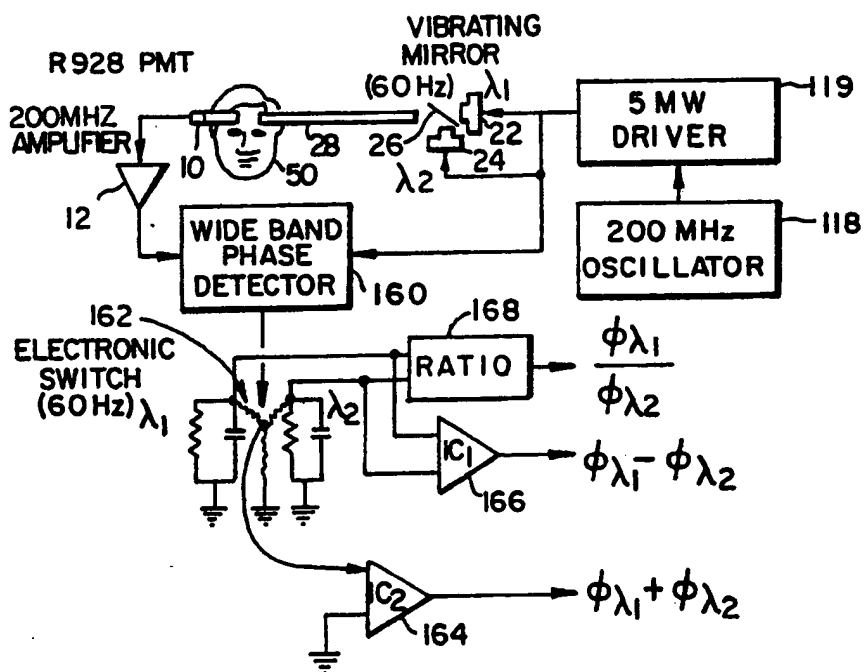 VIBRATING
MIRROR
(60 Hz)
R928 PMT
λ1
119
5 MW
DRIVER
200MHZ
AMPLIFIER
10
28
26
22
24
50
λ2
12
WIDE BAND
PHASE
DETECTOR
160
200 MHz
OSCILLATOR
118
162
ELECTRONIC
SWITCH
(60 Hz)
λ1
λ2
168
RATIO
ϕλ1
ϕλ2
IC1
166
ϕλ1 − ϕλ2
IC2
164
ϕλ1 + ϕλ2